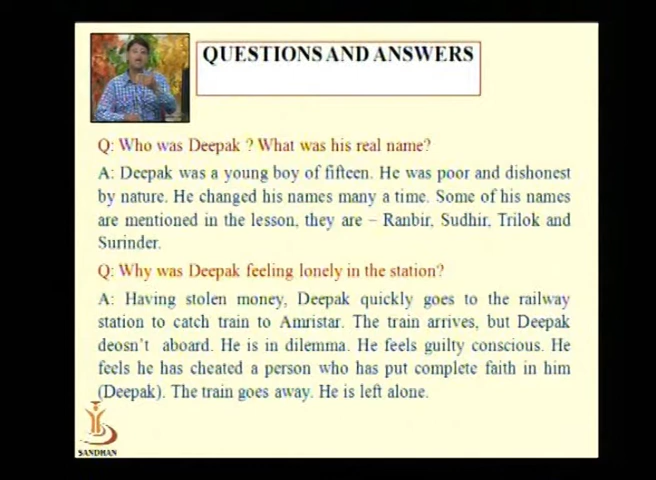 QUESTIONS AND ANSWERS
Q: Who was Deepak ? What was his real name?
A: Deepak was a young boy of fifteen. He was poor and dishonest
by nature. He changed his names many a time. Some of his names
are mentioned in the lesson, they are – Ranbir, Sudhir, Trilok and
Surinder.
Q: Why was Deepak feeling lonely in the station?
A: Having stolen money, Deepak quickly goes to the railway
station to catch train to Amristar. The train arrives, but Deepak
deosn't aboard. He is in dilemma. He feels guilty conscious. He
feels he has cheated a person who has put complete faith in him
(Deepak). The train goes away. He is left alone.
SANDHAN